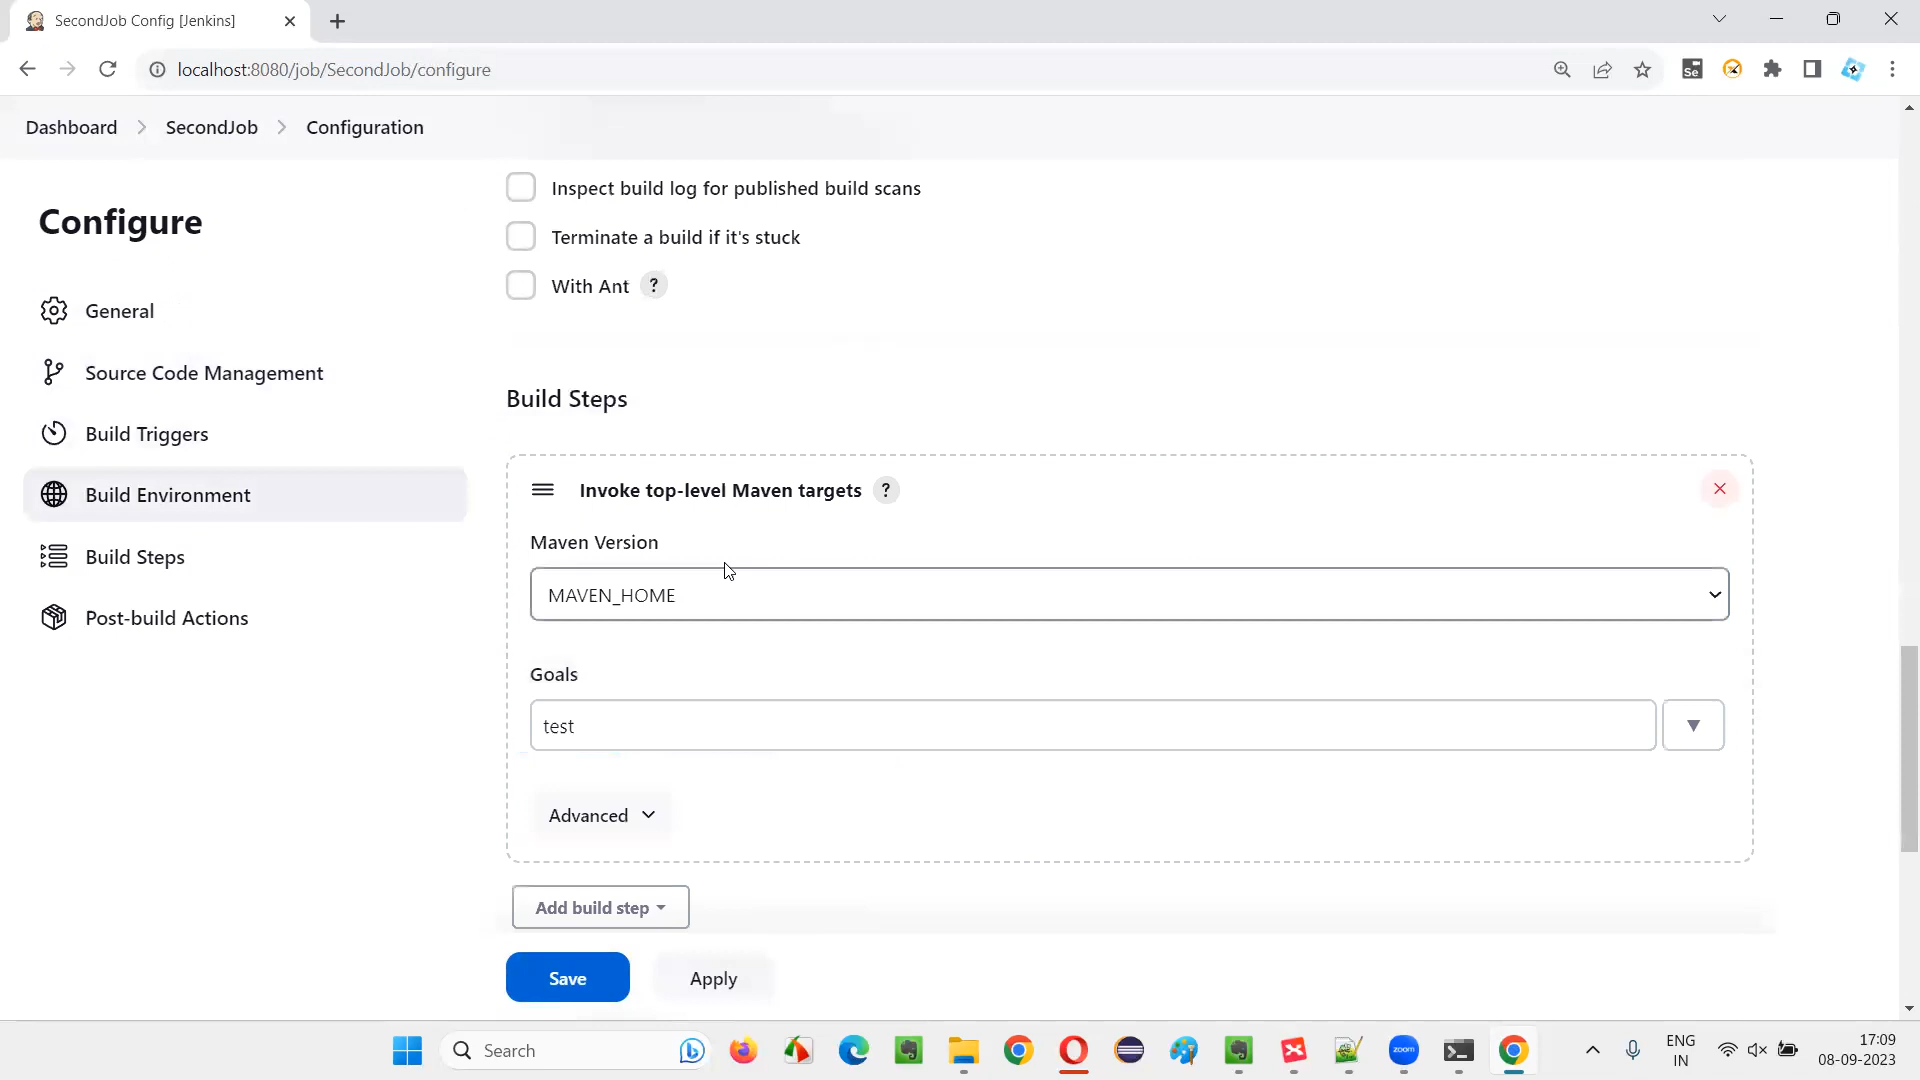 SecondJob Config [Jenkins]
localhost:8080/job/SecondJob/configure
Dashboard
SecondJob
Configuration
Configure
General
Source Code Management
Build Triggers
Build Environment
Build Steps
Post-build Actions
Inspect build log for published build scans
Terminate a build if it's stuck
With Ant ?
Build Steps
Invoke top-level Maven targets ?
Maven Version
MAVEN_HOME
Goals
test
Advanced
Add build step
Save
Apply
Search
zoom
ENG
IN
17:09
08-09-2023
Se